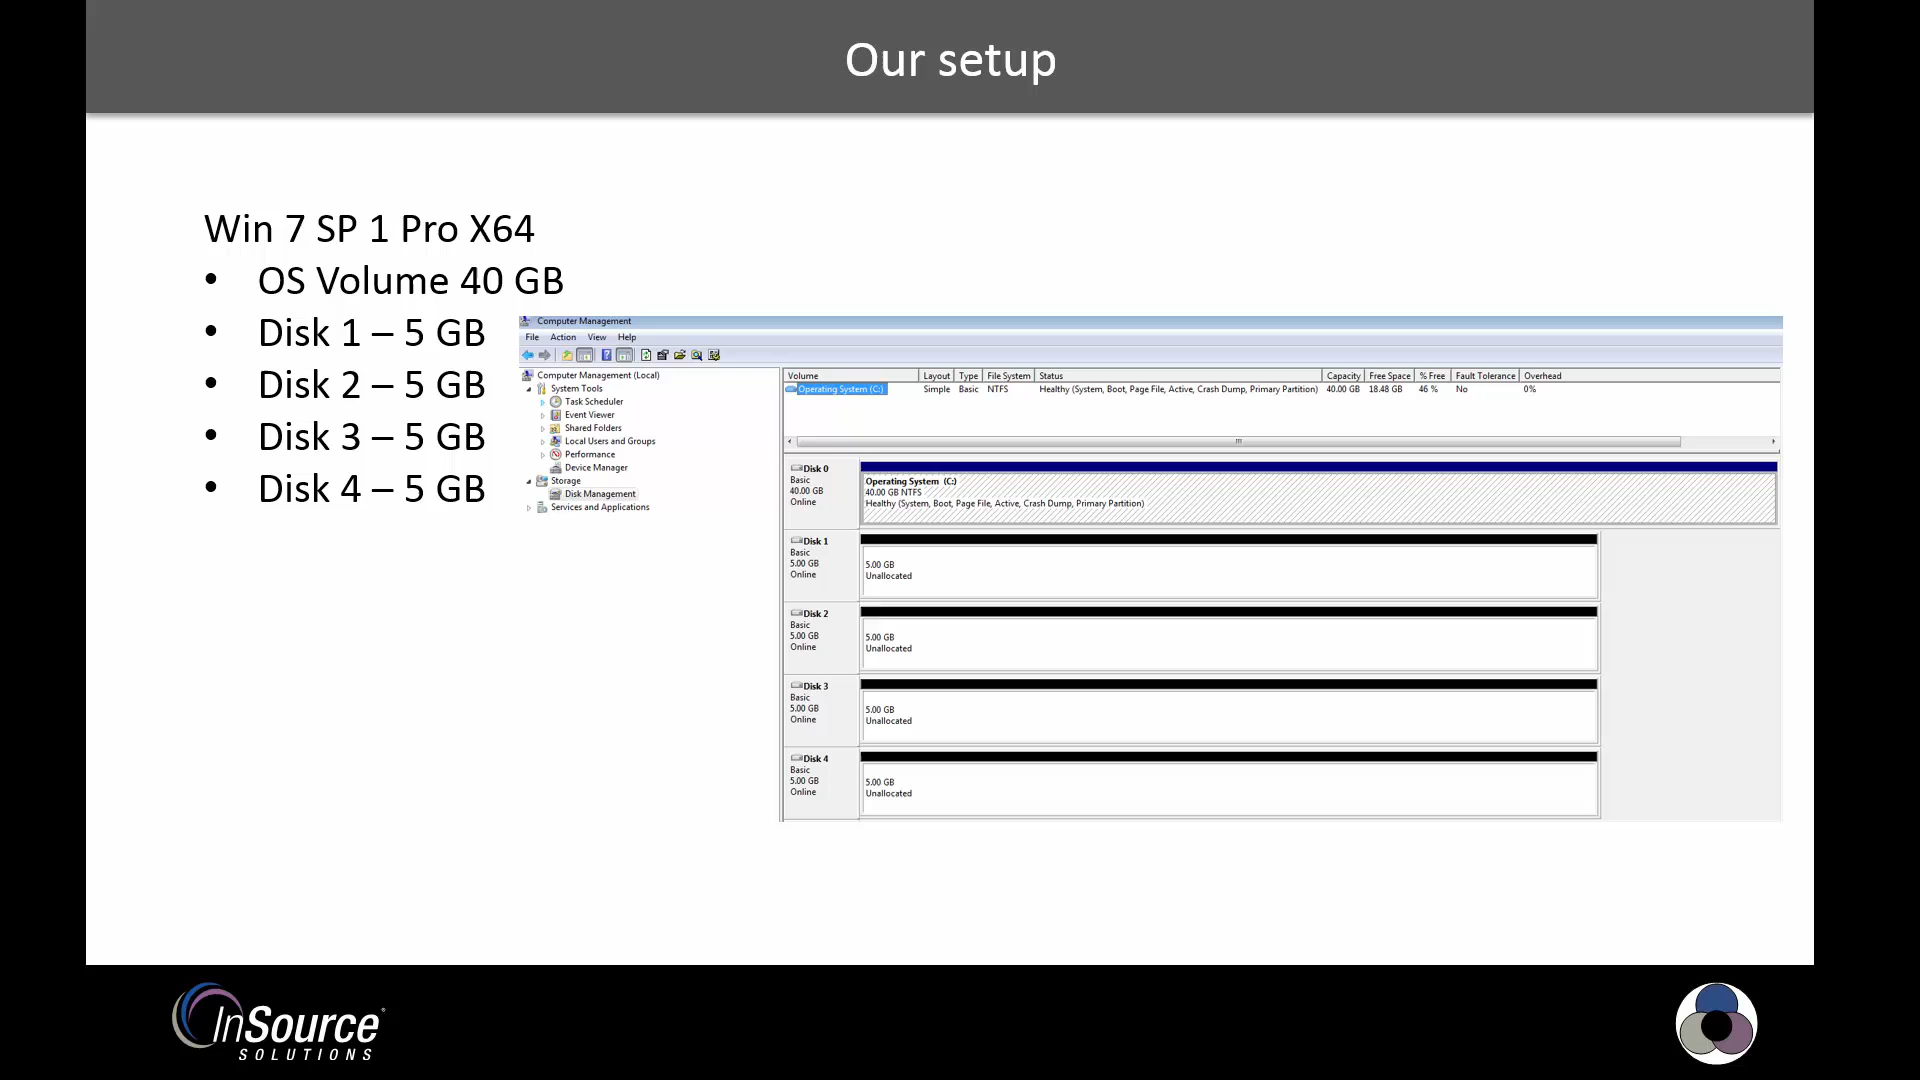 Our setup
Win 7 SP 1 Pro X64
• OS Volume 40 GB
• Disk 1 – 5 GB
• Disk 2 – 5 GB
• Disk 3 – 5 GB
• Disk 4 – 5 GB
Computer Management
File Action View Help
Computer Management (Local)
System Tools
Task Scheduler
Event Viewer
Shared Folders
Local Users and Groups
Performance
Device Manager
Storage
Disk Management
Services and Applications
Volume Layout Type File System Status Capacity Free Space % Free Fault Tolerance Overhead
Operating System (C:) Simple Basic NTFS Healthy (System, Boot, Page File, Active, Crash Dump, Primary Partition) 40.00 GB 18.48 GB 46 % No 0%
Disk 0
Basic
40.00 GB
Online
Operating System (C:)
40.00 GB NTFS
Healthy (System, Boot, Page File, Active, Crash Dump, Primary Partition)
Disk 1
Basic
5.00 GB
Online
5.00 GB
Unallocated
Disk 2
Basic
5.00 GB
Online
5.00 GB
Unallocated
Disk 3
Basic
5.00 GB
Online
5.00 GB
Unallocated
Disk 4
Basic
5.00 GB
Online
5.00 GB
Unallocated
InSource
SOLUTIONS